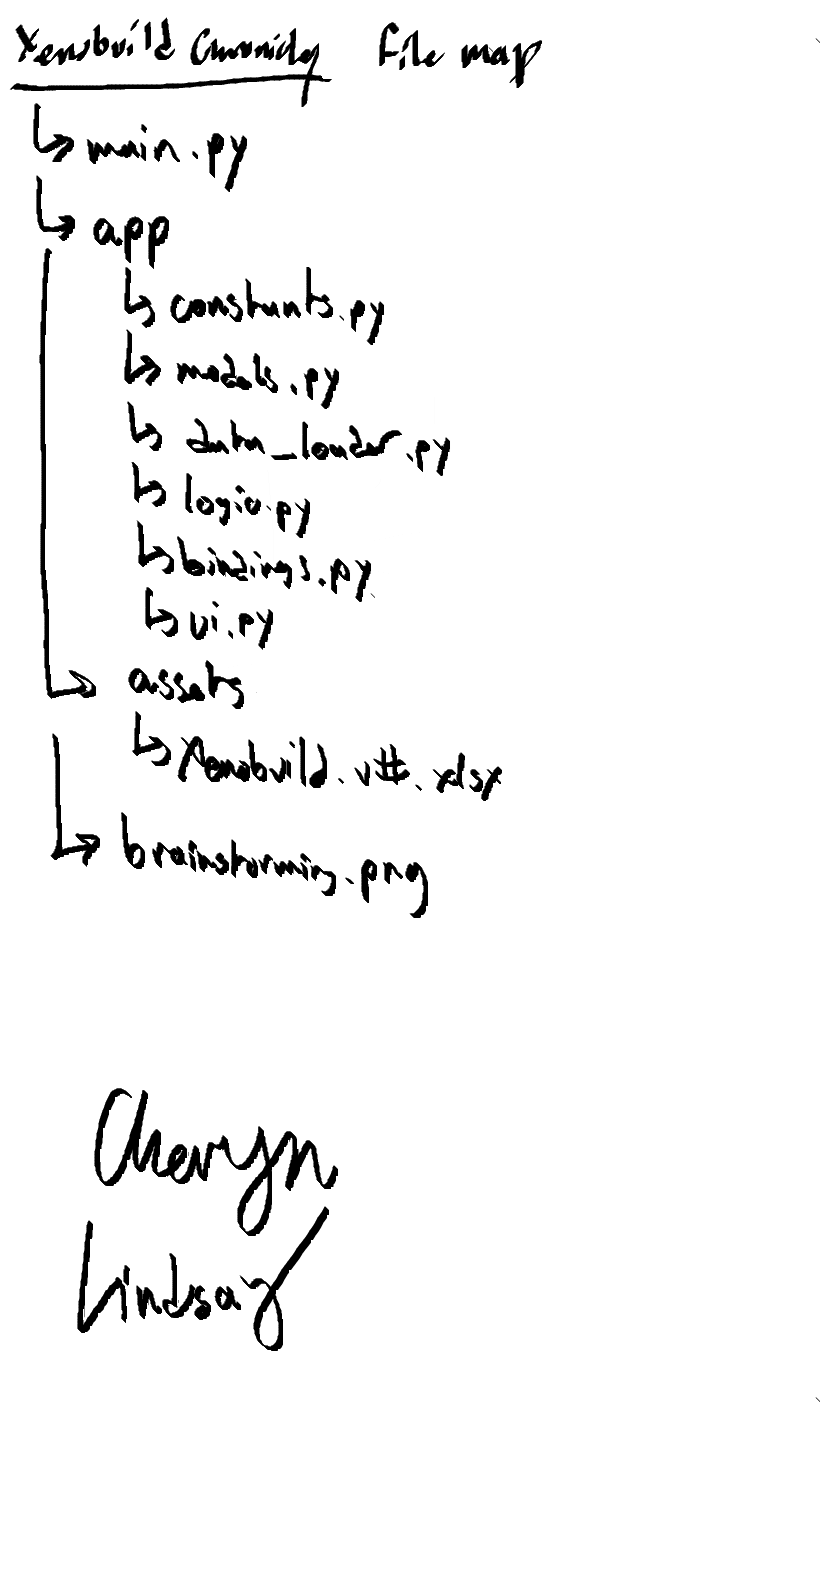 Xenobuild Chronicles File map
↳ main.py
↳ app
↳ constants.py
↳ models.py
↳ data_loader.py
↳ logic.py
↳ bindings.py
↳ ui.py
↳ assets
↳ Xenobuild.v#.xlsx
↳ brainstorming.png
Cheryn
Lindsay